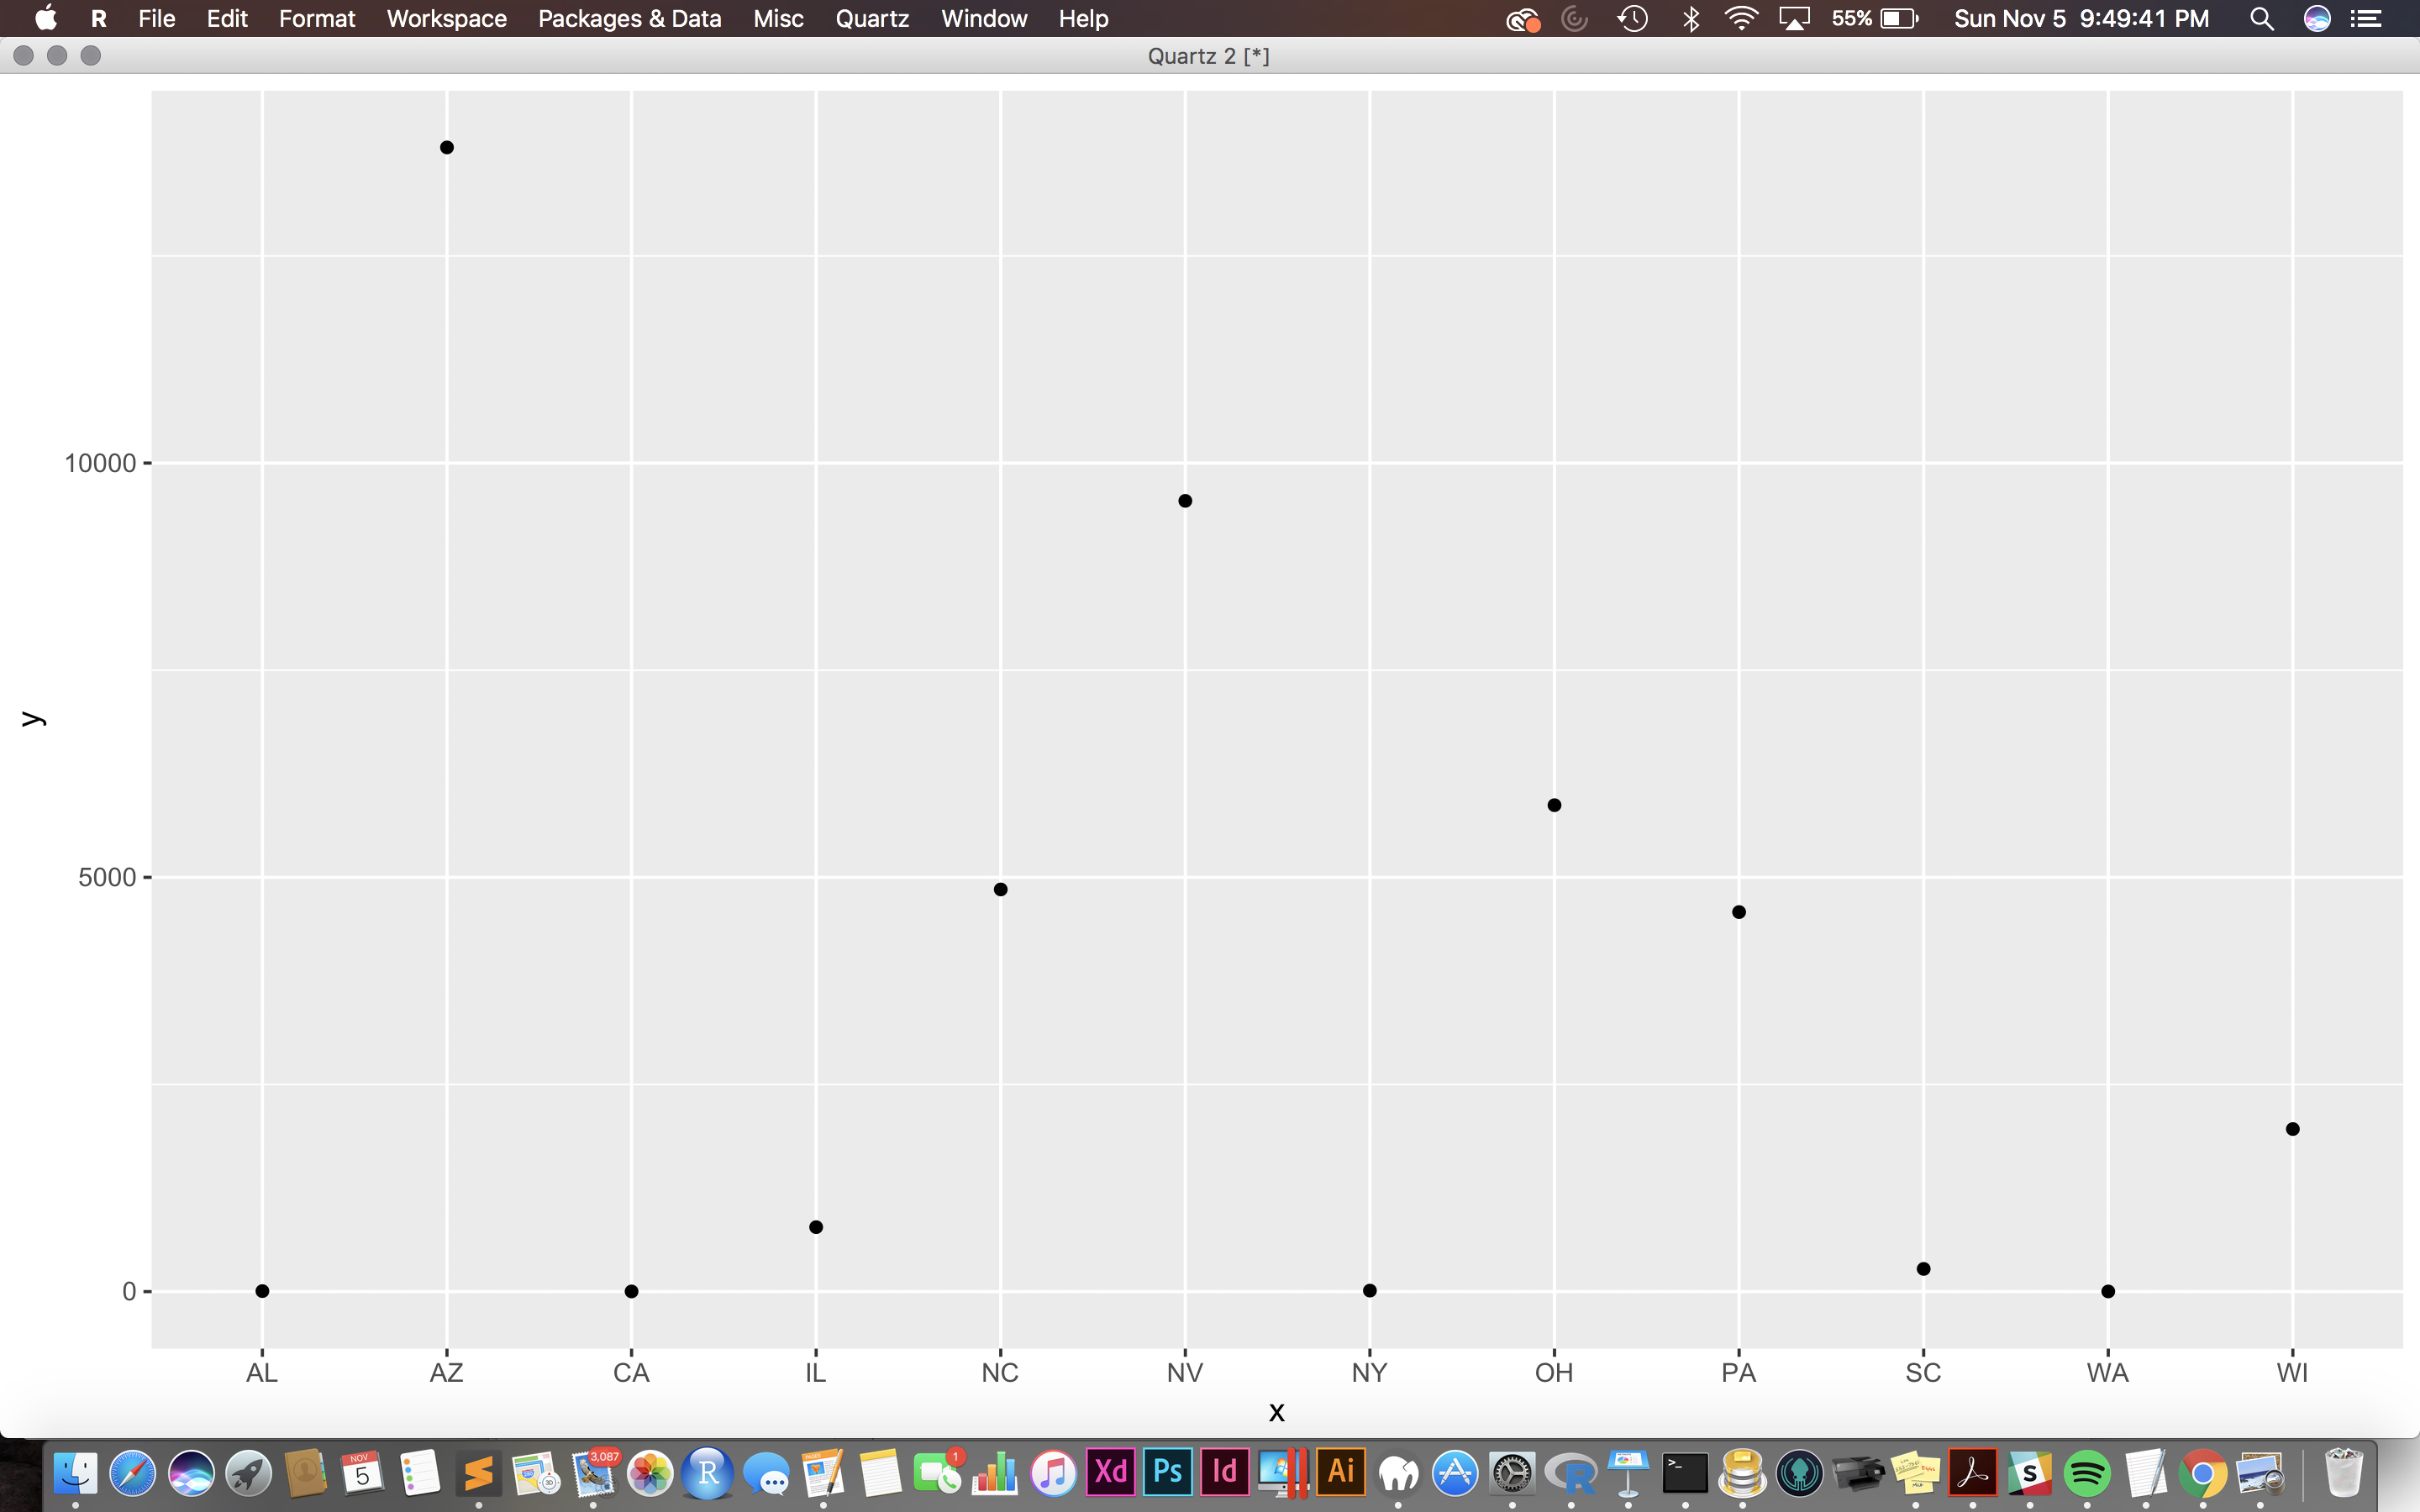 R File Edit Format Workspace Packages & Data Misc Quartz Window Help 55% Sun Nov 5 9:49:41 PM
Quartz 2 [*]
10000
y
5000
0
AL AZ CA IL NC NV NY OH PA SC WA WI
x
NOV 5 3,087 R 1 Xd Ps Id Ai >_ R S